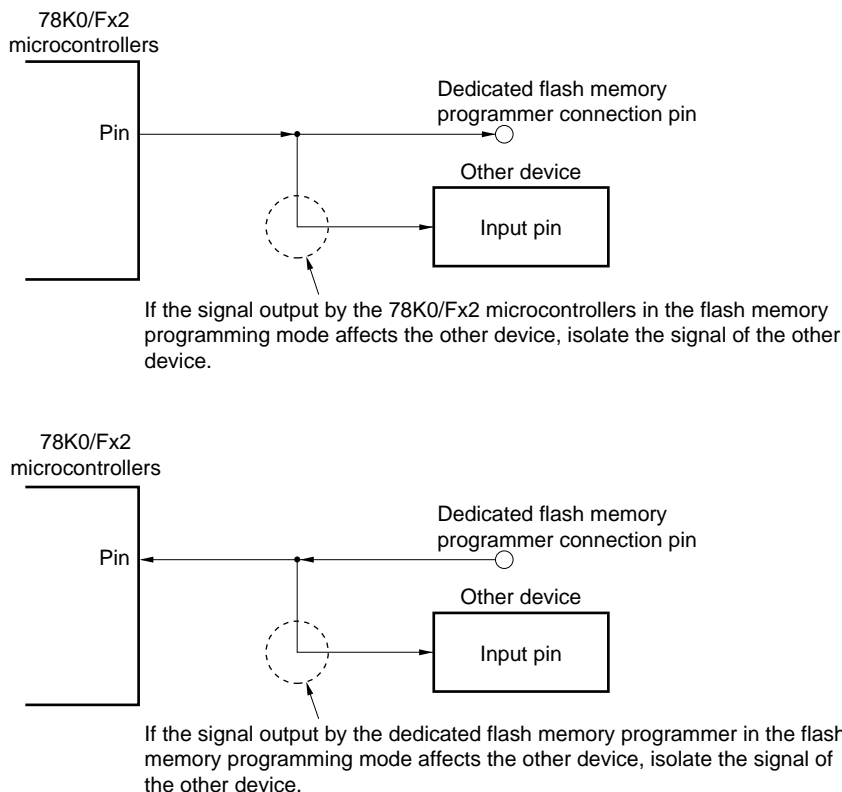 78K0/Fx2
microcontrollers
Pin
Dedicated flash memory
programmer connection pin
Other device
Input pin
If the signal output by the 78K0/Fx2 microcontrollers in the flash memory
programming mode affects the other device, isolate the signal of the other
device.
78K0/Fx2
microcontrollers
Pin
Dedicated flash memory
programmer connection pin
Other device
Input pin
If the signal output by the dedicated flash memory programmer in the flash
memory programming mode affects the other device, isolate the signal of
the other device.